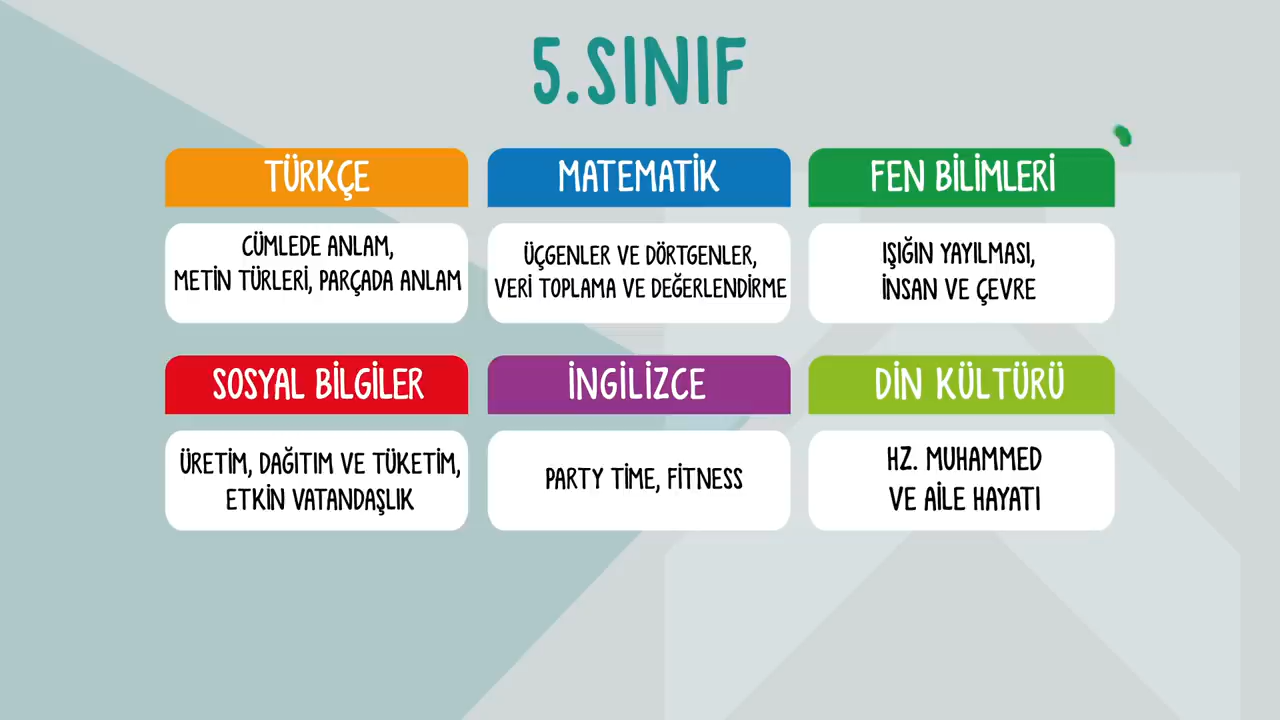 5.SINIF
TÜRKÇE
CÜMLEDE ANLAM,
METİN TÜRLERİ, PARÇADA ANLAM
MATEMATİK
ÜÇGENLER VE DÖRTGENLER,
VERİ TOPLAMA VE DEĞERLENDİRME
FEN BİLİMLERİ
IŞIĞIN YAYILMASI,
İNSAN VE ÇEVRE
SOSYAL BİLGİLER
ÜRETİM, DAĞITIM VE TÜKETİM,
ETKİN VATANDAŞLIK
İNGİLİZCE
PARTY TİME, FİTNESS
DİN KÜLTÜRÜ
HZ. MUHAMMED
VE AİLE HAYATI